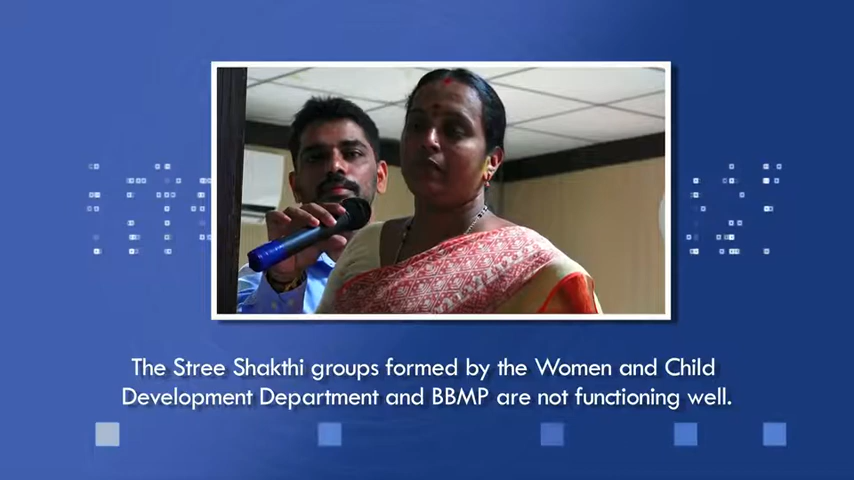 The Stree Shakthi groups formed by the Women and Child
Development Department and BBMP are not functioning well.